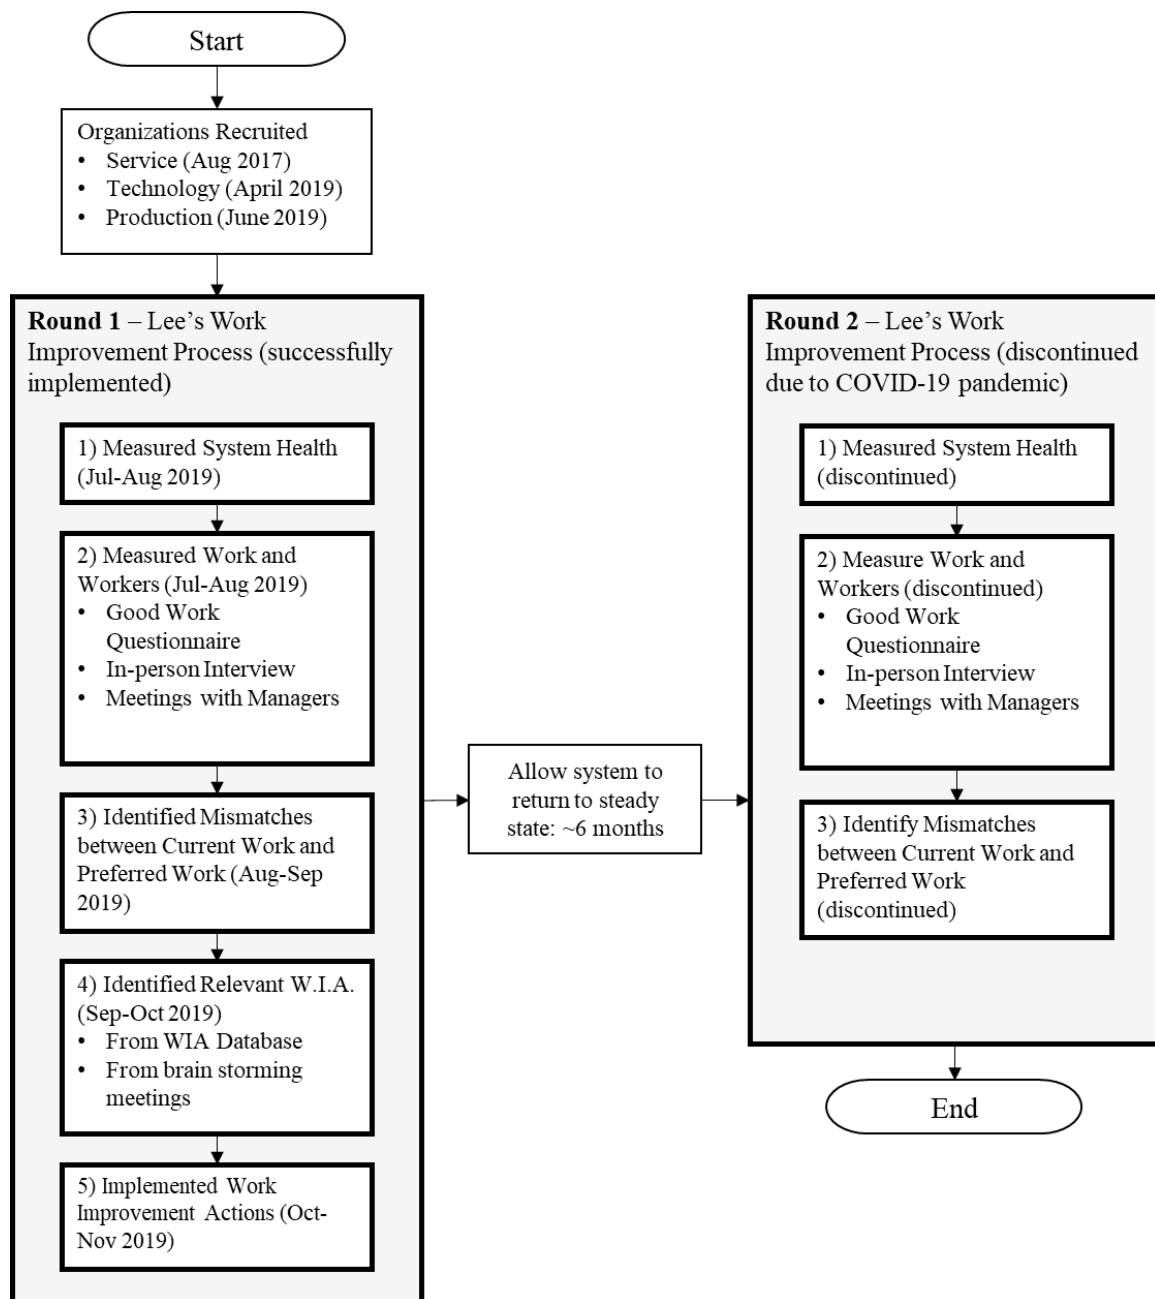 Start
Organizations Recruited
• Service (Aug 2017)
• Technology (April 2019)
• Production (June 2019)
Round 1 – Lee's Work
Improvement Process (successfully
implemented)
1) Measured System Health
(Jul-Aug 2019)
2) Measured Work and
Workers (Jul-Aug 2019)
• Good Work
Questionnaire
• In-person Interview
• Meetings with Managers
3) Identified Mismatches
between Current Work and
Preferred Work (Aug-Sep
2019)
4) Identified Relevant W.I.A.
(Sep-Oct 2019)
• From WIA Database
• From brain storming
meetings
5) Implemented Work
Improvement Actions (Oct-
Nov 2019)
Allow system to
return to steady
state: ~6 months
Round 2 – Lee's Work
Improvement Process (discontinued
due to COVID-19 pandemic)
1) Measured System Health
(discontinued)
2) Measure Work and
Workers (discontinued)
• Good Work
Questionnaire
• In-person Interview
• Meetings with Managers
3) Identify Mismatches
between Current Work and
Preferred Work
(discontinued)
End